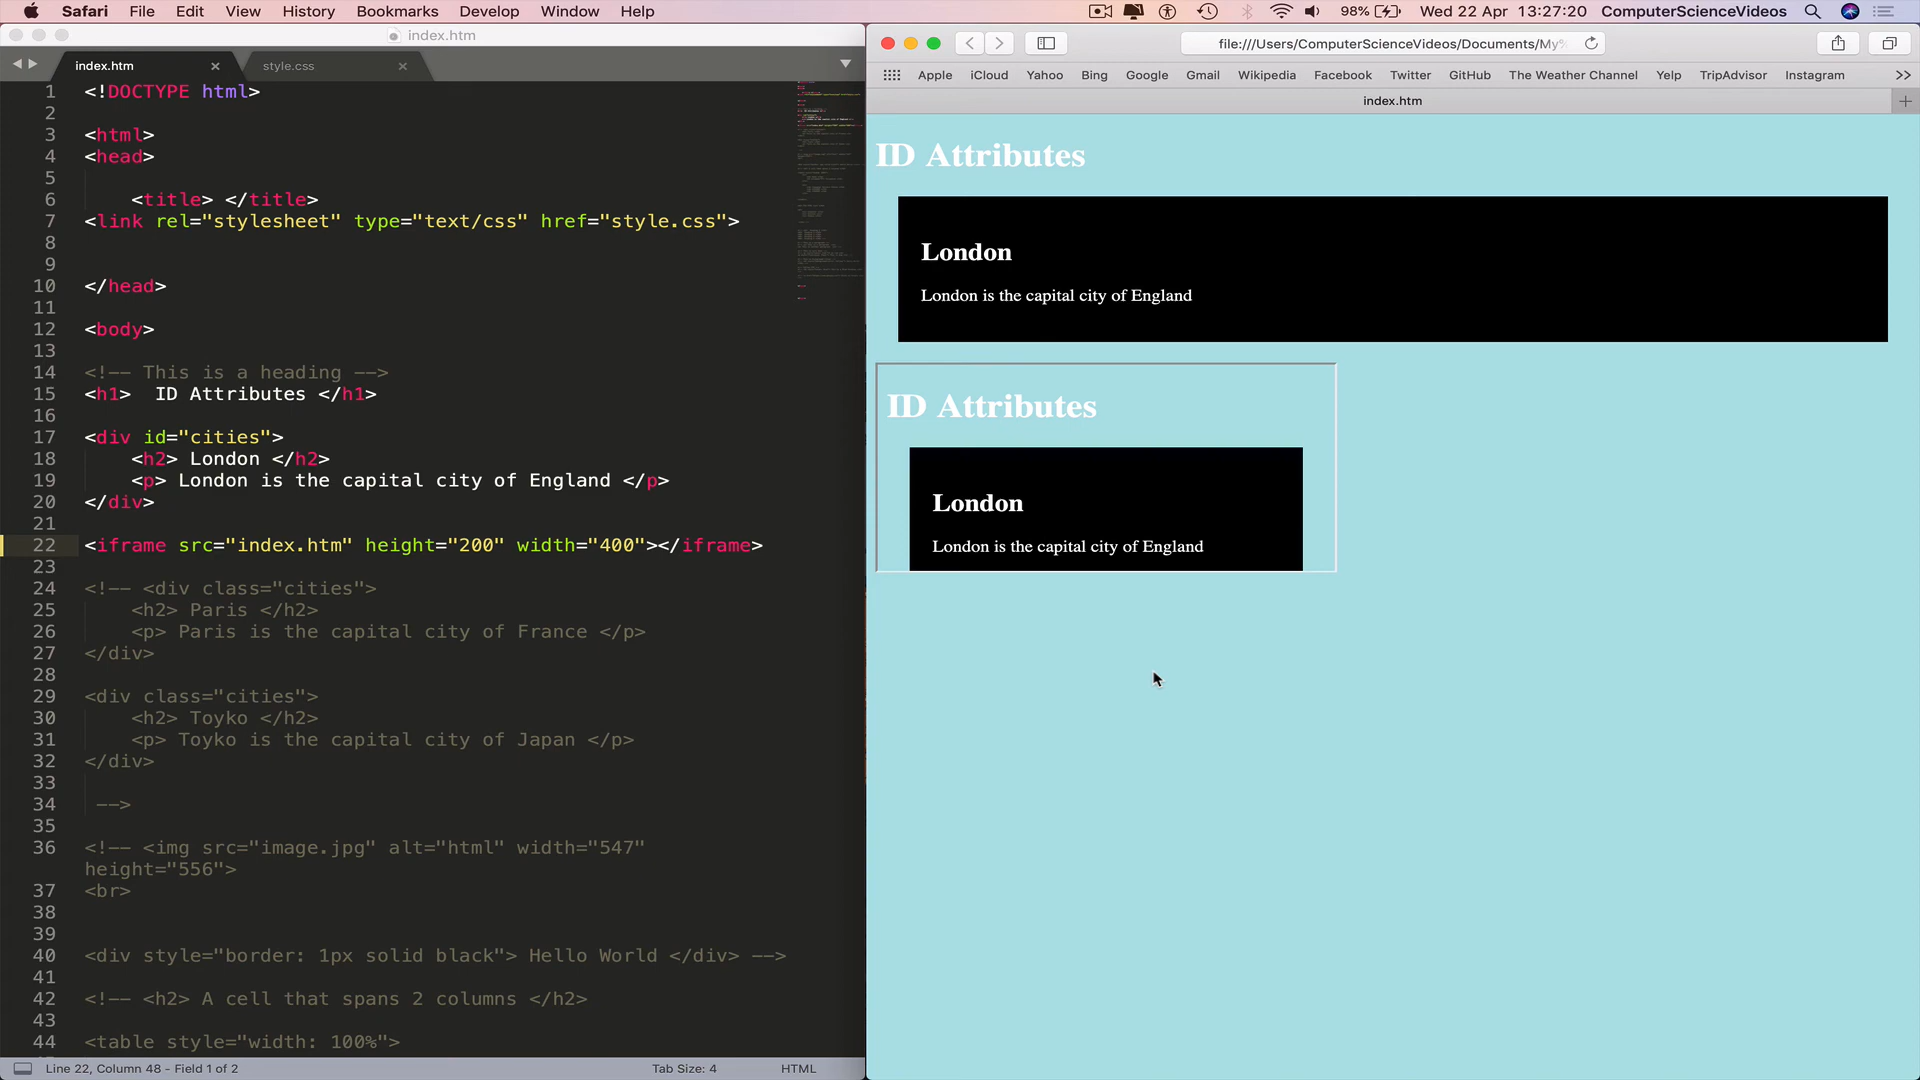 Safari File Edit View History Bookmarks Develop Window Help 98% Wed 22 Apr 13:27:20 ComputerScienceVideos
index.htm
index.htm style.css
1 <!DOCTYPE html>
2
3 <html>
4 <head>
5
6 <title> </title>
7 <link rel="stylesheet" type="text/css" href="style.css">
8
9
10 </head>
11
12 <body>
13
14 <!-- This is a heading -->
15 <h1>  ID Attributes </h1>
16
17 <div id="cities">
18 <h2> London </h2>
19 <p> London is the capital city of England </p>
20 </div>
21
22 <iframe src="index.htm" height="200" width="400"></iframe>
23
24 <!-- <div class="cities">
25 <h2> Paris </h2>
26 <p> Paris is the capital city of France </p>
27 </div>
28
29 <div class="cities">
30 <h2> Toyko </h2>
31 <p> Toyko is the capital city of Japan </p>
32 </div>
33
34 -->
35
36 <!-- <img src="image.jpg" alt="html" width="547"
height="556">
37 <br>
38
39
40 <div style="border: 1px solid black"> Hello World </div> -->
41
42 <!-- <h2> A cell that spans 2 columns </h2>
43
44 <table style="width: 100%">
Line 22, Column 48 - Field 1 of 2 Tab Size: 4 HTML
file:///Users/ComputerScienceVideos/Documents/My%
Apple iCloud Yahoo Bing Google Gmail Wikipedia Facebook Twitter GitHub The Weather Channel Yelp TripAdvisor Instagram
index.htm
ID Attributes
London
London is the capital city of England
ID Attributes
London
London is the capital city of England